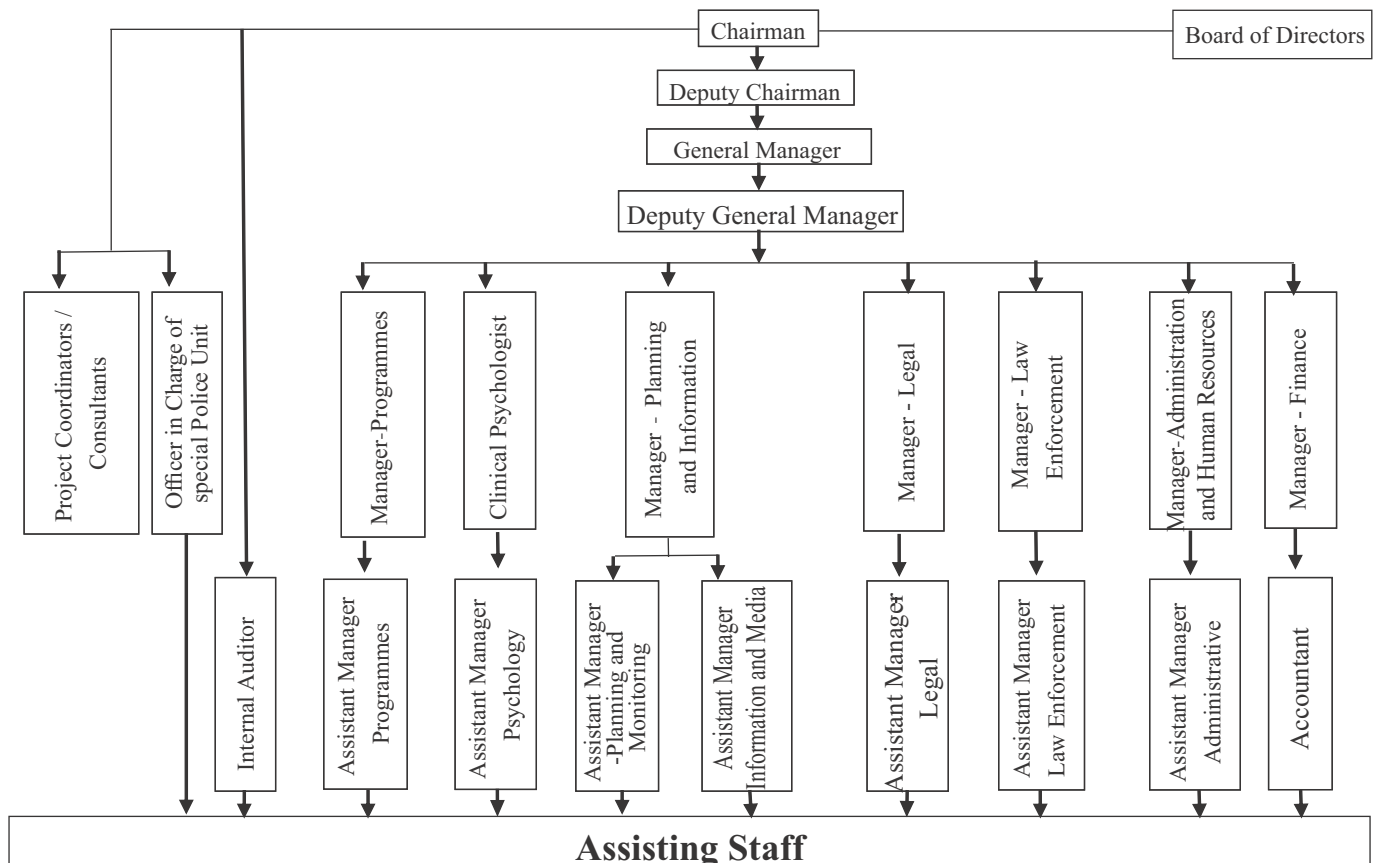 Chairman
Board of Directors
Deputy Chairman
General Manager
Deputy General Manager
Project Coordinators /
Consultants
Officer in Charge of
special Police Unit
Manager-Programmes
Clinical Psychologist
Manager - Planning
and Information
Manager - Legal
Manager - Law
Enforcement
Manager-Administration
and Human Resources
Manager - Finance
Internal Auditor
Assistant Manager
Programmes
Assistant Manager
Psychology
Assistant Manager
-Planning and
Monitoring
Assistant Manager
Information and Media
Assistant Manager
Legal
Assistant Manager
Law Enforcement
Assistant Manager
Administrative
Accountant
Assisting Staff